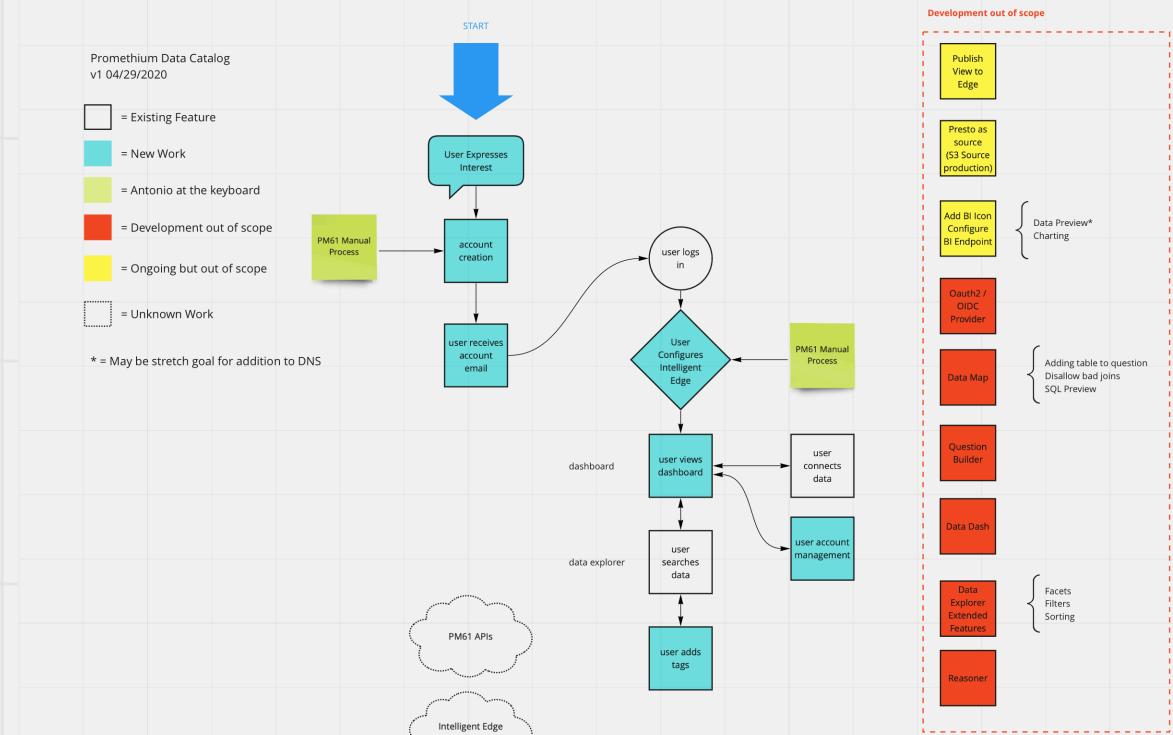 Promethium Data Catalog
v1 04/29/2020
= Existing Feature
= New Work
= Antonio at the keyboard
= Development out of scope
= Ongoing but out of scope
= Unknown Work
* = May be stretch goal for addition to DNS
START
User Expresses
Interest
PM61 Manual
Process
account
creation
user receives
account
email
user logs
in
User
Configures
Intelligent
Edge
PM61 Manual
Process
dashboard
user views
dashboard
user
connects
data
user account
management
data explorer
user
searches
data
user adds
tags
PM61 APIs
Intelligent Edge
Development out of scope
Publish
View to
Edge
Presto as
source
(S3 Source
production)
Add BI Icon
Configure
BI Endpoint
Data Preview*
Charting
Oauth2 /
OIDC
Provider
Data Map
Adding table to question
Disallow bad joins
SQL Preview
Question
Builder
Data Dash
Data
Explorer
Extended
Features
Facets
Filters
Sorting
Reasoner